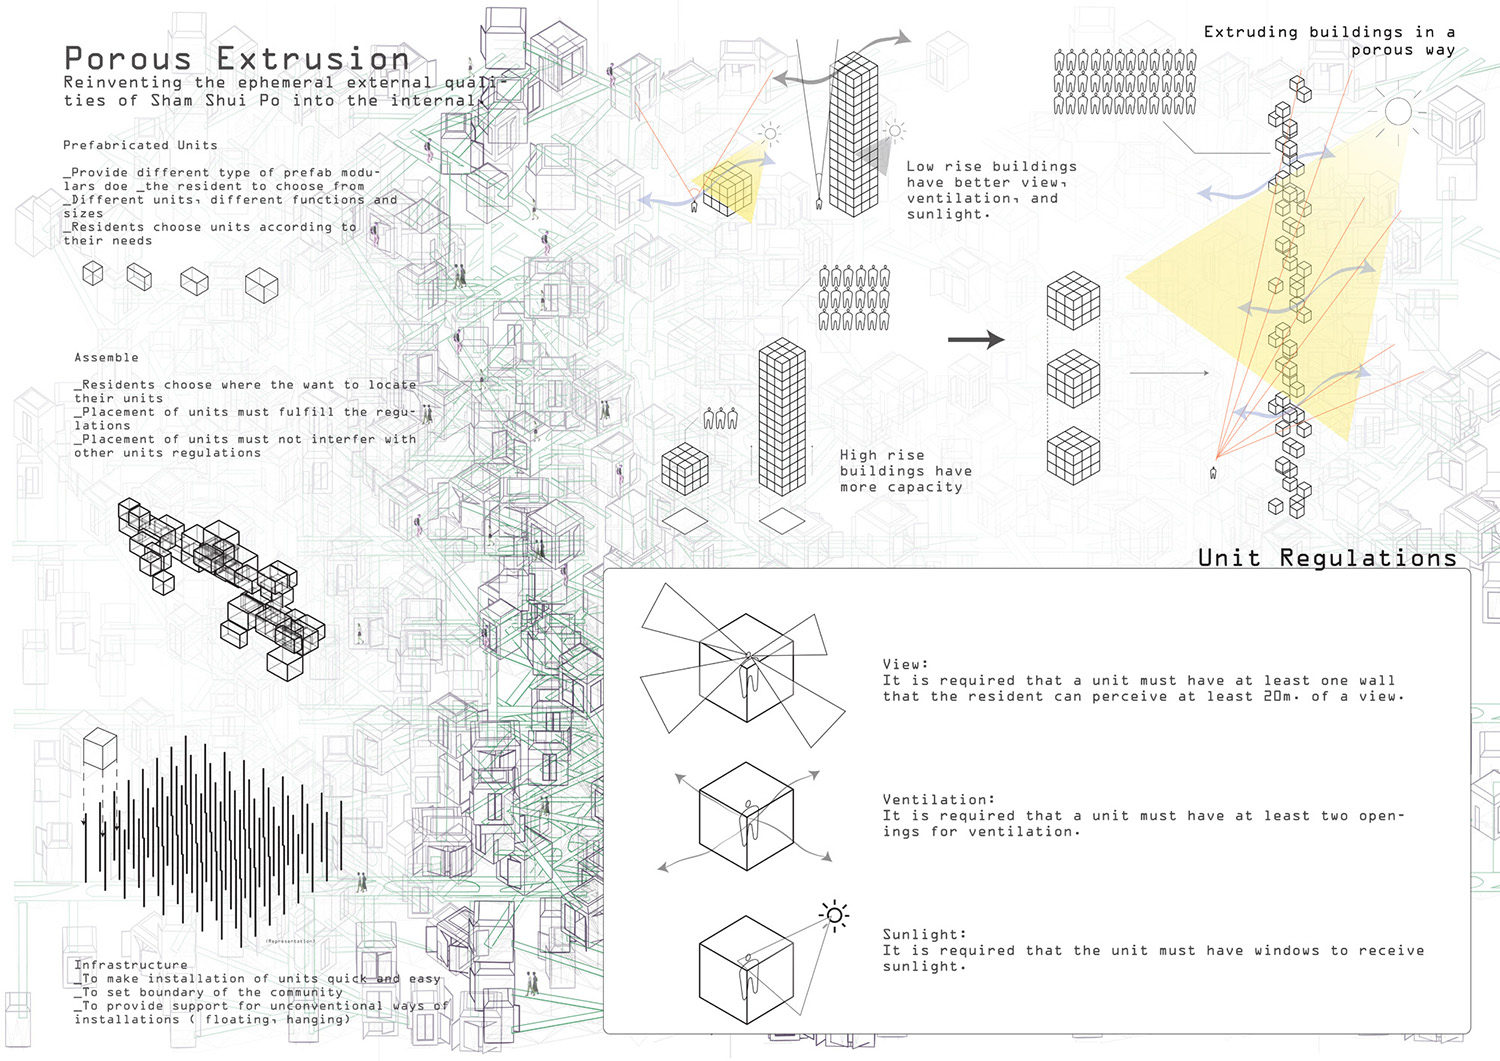 Porous Extrusion
Reinventing the ephemeral external quali-
ties of Sham Shui Po into the internal.
Prefabricated Units
_Provide different type of prefab modu-
lars doe _the resident to choose from
_Different units, different functions and
sizes
_Residents choose units according to
their needs
Assemble
_Residents choose where the want to locate
their units
_Placement of units must fulfill the regu-
lations
_Placement of units must not interfer with
other units regulations
(Representation)
Infrastructure
_To make installation of units quick and easy
_To set boundary of the community
_To provide support for unconventional ways of
installations ( floating, hanging)
Low rise buildings
have better view,
ventilation, and
sunlight.
High rise
buildings have
more capacity
Extruding buildings in a
porous way
Unit Regulations
View:
It is required that a unit must have at least one wall
that the resident can perceive at least 20m. of a view.
Ventilation:
It is required that a unit must have at least two open-
ings for ventilation.
Sunlight:
It is required that the unit must have windows to receive
sunlight.